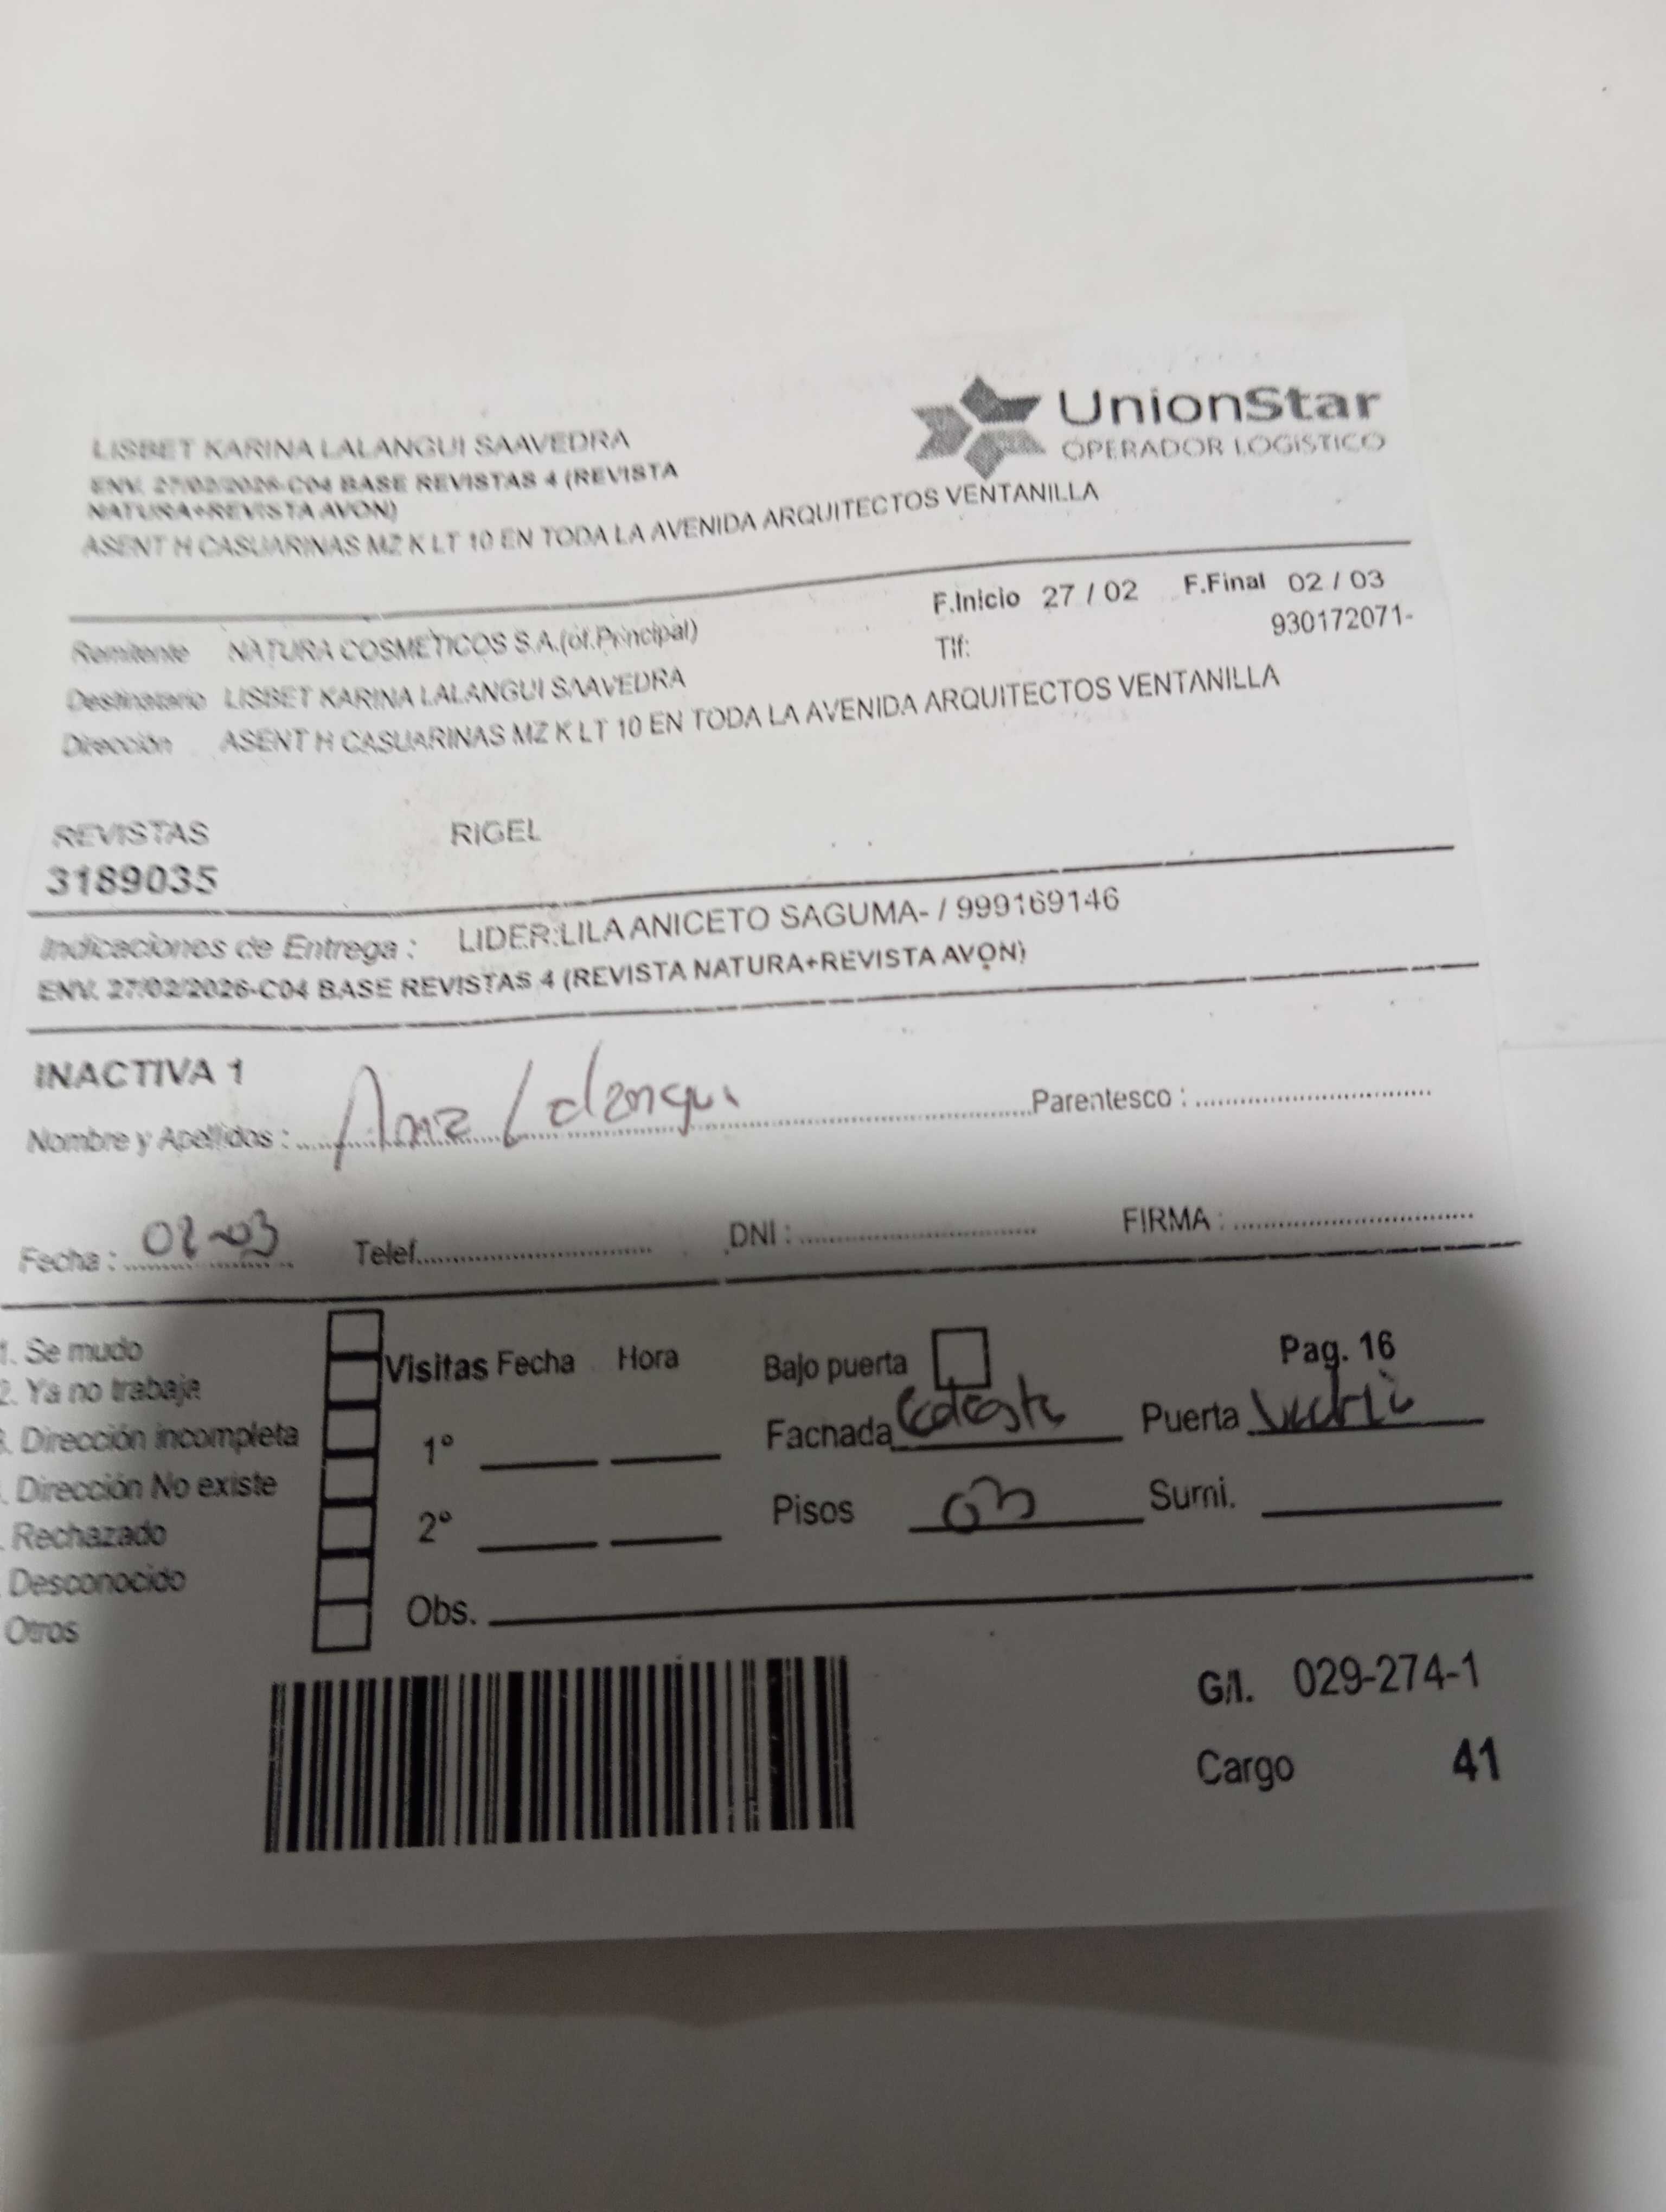 UnionStar
OPERADOR LOGISTICO
LISBET KARINA LALANGUI SAAVEDRA
ENV. 27/02/2026-C04 BASE REVISTAS 4 (REVISTA
NATURA+REVISTA AVON)
ASENT H CASUARINAS MZ K LT 10 EN TODA LA AVENIDA ARQUITECTOS VENTANILLA
F.Inicio 27 / 02 F.Final 02 / 03
Remitente NATURA COSMETICOS S.A.(of.Principal) Tlf: 930172071-
Destinatario LISBET KARINA LALANGUI SAAVEDRA
Dirección ASENT H CASUARINAS MZ K LT 10 EN TODA LA AVENIDA ARQUITECTOS VENTANILLA
REVISTAS RIGEL
3189035
Indicaciones de Entrega : LIDER:LILA ANICETO SAGUMA- / 999169146
ENV. 27/02/2026-C04 BASE REVISTAS 4 (REVISTA NATURA+REVISTA AVON)
INACTIVA 1
Nombre y Apellidos : Ana Lalangui Parentesco :
Fecha : 02-03 Telef. DNI : FIRMA :
1. Se mudo
2. Ya no trabaja
. Dirección incompleta
. Dirección No existe
. Rechazado
Desconocido
Otros
Visitas Fecha Hora
1°
2°
Obs.
Bajo puerta Pag. 16
Fachada Celeste Puerta
Pisos 03 Sumi.
G/I. 029-274-1
Cargo 41